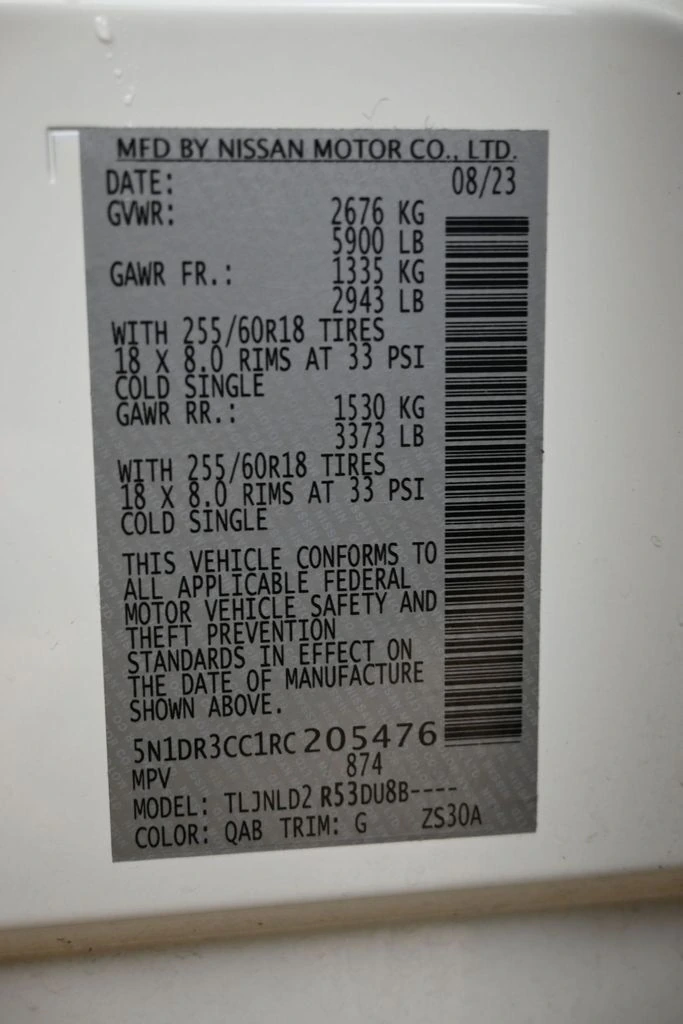 MFD BY NISSAN MOTOR CO., LTD.
DATE: 08/23
GVWR: 2676 KG
5900 LB
GAWR FR.: 1335 KG
2943 LB
WITH 255/60R18 TIRES
18 X 8.0 RIMS AT 33 PSI
COLD SINGLE
GAWR RR.: 1530 KG
3373 LB
WITH 255/60R18 TIRES
18 X 8.0 RIMS AT 33 PSI
COLD SINGLE
THIS VEHICLE CONFORMS TO
ALL APPLICABLE FEDERAL
MOTOR VEHICLE SAFETY AND
THEFT PREVENTION
STANDARDS IN EFFECT ON
THE DATE OF MANUFACTURE
SHOWN ABOVE.
5N1DR3CC1RC205476
MPV 874
MODEL: TLJNLD2 R53DU8B----
COLOR: QAB TRIM: G ZS30A